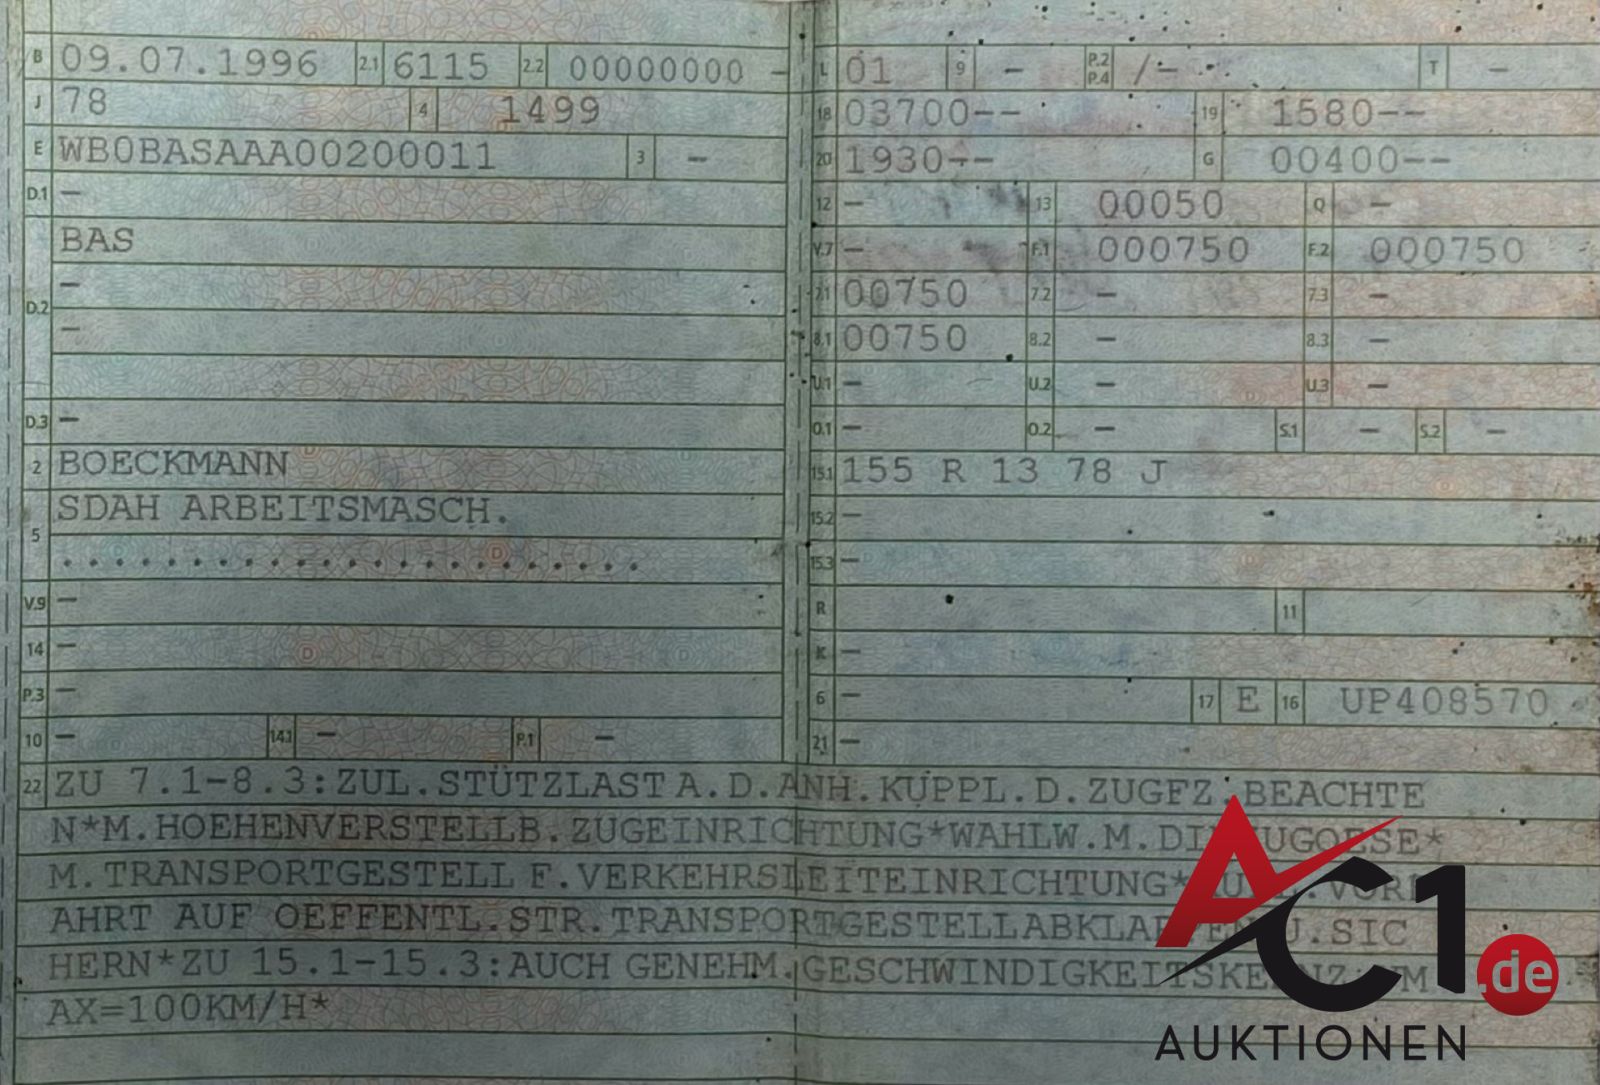 B 09.07.1996 2.1 6115 2.2 00000000 -
J 78 4 1499
E WB0BASAAA00200011 3 -
D.1 -
BAS
D.2 -
-
D.3 -
2 BOECKMANN
5 SDAH ARBEITSMASCH.
. . . . . . . . . . . . . . . . . . . . . . .
V.9 -
14 -
P.3 -
10 - 14.1 - P.1 -
L 01 9 - P.2 P.4 /- T -
18 03700-- 19 1580--
20 1930-- G 00400--
12 - 13 00050 Q -
V.7 - F.1 000750 F.2 000750
7.1 00750 7.2 - 7.3 -
8.1 00750 8.2 - 8.3 -
U.1 - U.2 - U.3 -
O.1 - O.2 - S.1 - S.2 -
15.1 155 R 13 78 J
15.2 -
15.3 -
R 11
K -
6 - 17 E 16 UP408570
21 -
22 ZU 7.1-8.3:ZUL.STÜTZLAST A.D.ANH.KUPPL.D.ZUGFZ.BEACHTE
N*M.HOEHENVERSTELLB.ZUGEINRICHTUNG*WAHLW.M. *
M.TRANSPORTGESTELL F.VERKEHRSLEITEINRICHTUNG*
AHRT AUF OEFFENTL.STR.TRANSPORTGESTELL U.SIC
HERN*ZU 15.1-15.3:AUCH GENEHM.
AX=100KM/H*
AC1.de
AUKTIONEN